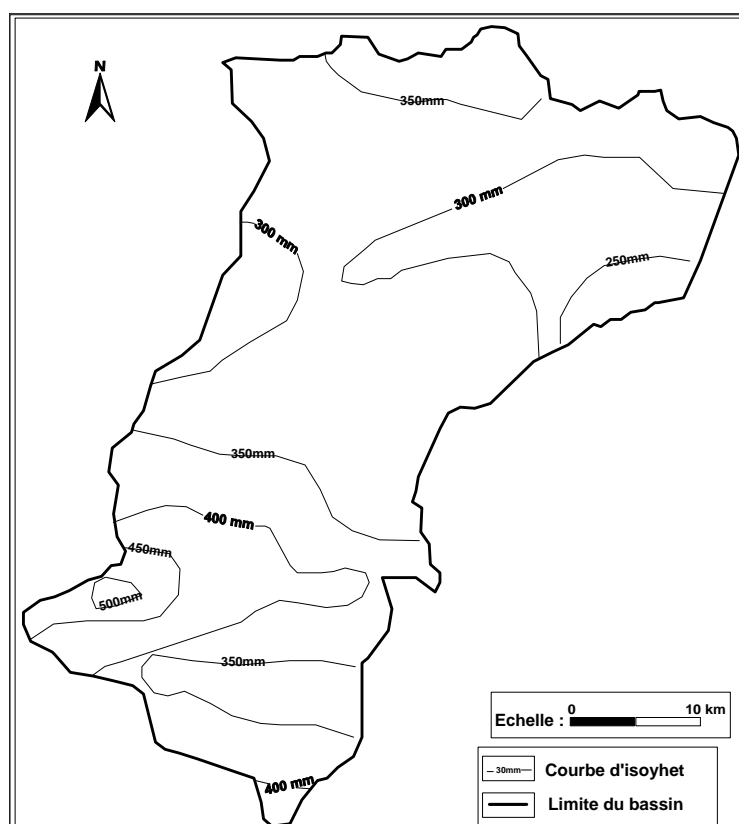 N
350mm
300 mm
300 mm
250mm
350mm
400 mm
450mm
500mm
350mm
400 mm
0 10 km
Echelle :
30mm Courbe d'isoyhet
Limite du bassin